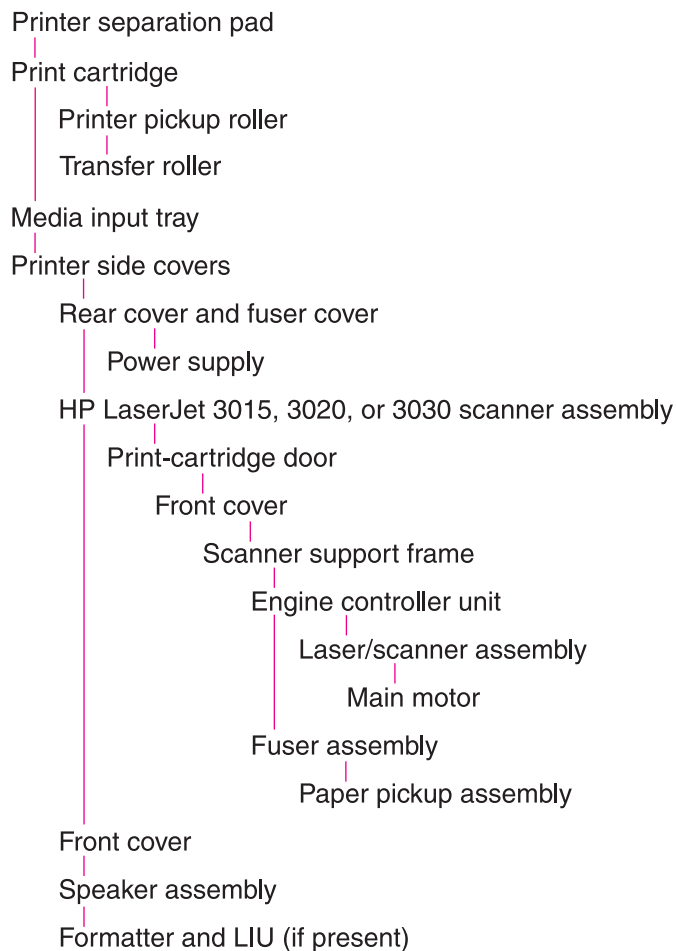 Printer separation pad
Print cartridge
Printer pickup roller
Transfer roller
Media input tray
Printer side covers
Rear cover and fuser cover
Power supply
HP LaserJet 3015, 3020, or 3030 scanner assembly
Print-cartridge door
Front cover
Scanner support frame
Engine controller unit
Laser/scanner assembly
Main motor
Fuser assembly
Paper pickup assembly
Front cover
Speaker assembly
Formatter and LIU (if present)